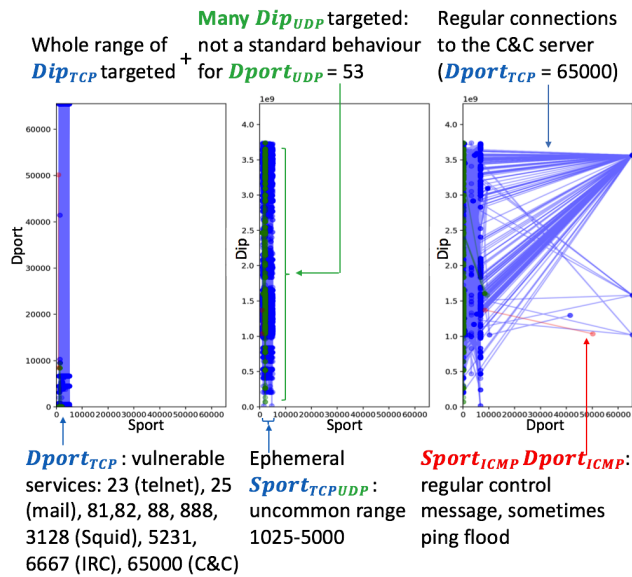 Whole range of
Dip_TCP targeted
+
Many Dip_UDP targeted:
not a standard behaviour
for Dport_UDP = 53
Regular connections
to the C&C server
(Dport_TCP = 65000)
60000
50000
40000
30000
20000
10000
0
Dport
0 10000 20000 30000 40000 50000 60000
Sport
1e9
4.0
3.5
3.0
2.5
2.0
1.5
1.0
0.5
0.0
Dip
0 10000 20000 30000 40000 50000 60000
Sport
1e9
4.0
3.5
3.0
2.5
2.0
1.5
1.0
0.5
0.0
Dip
0 10000 20000 30000 40000 50000 60000
Dport
Dport_TCP : vulnerable
services: 23 (telnet), 25
(mail), 81,82, 88, 888,
3128 (Squid), 5231,
6667 (IRC), 65000 (C&C)
Ephemeral
Sport_TCPUDP :
uncommon range
1025-5000
Sport_ICMP Dport_ICMP:
regular control
message, sometimes
ping flood